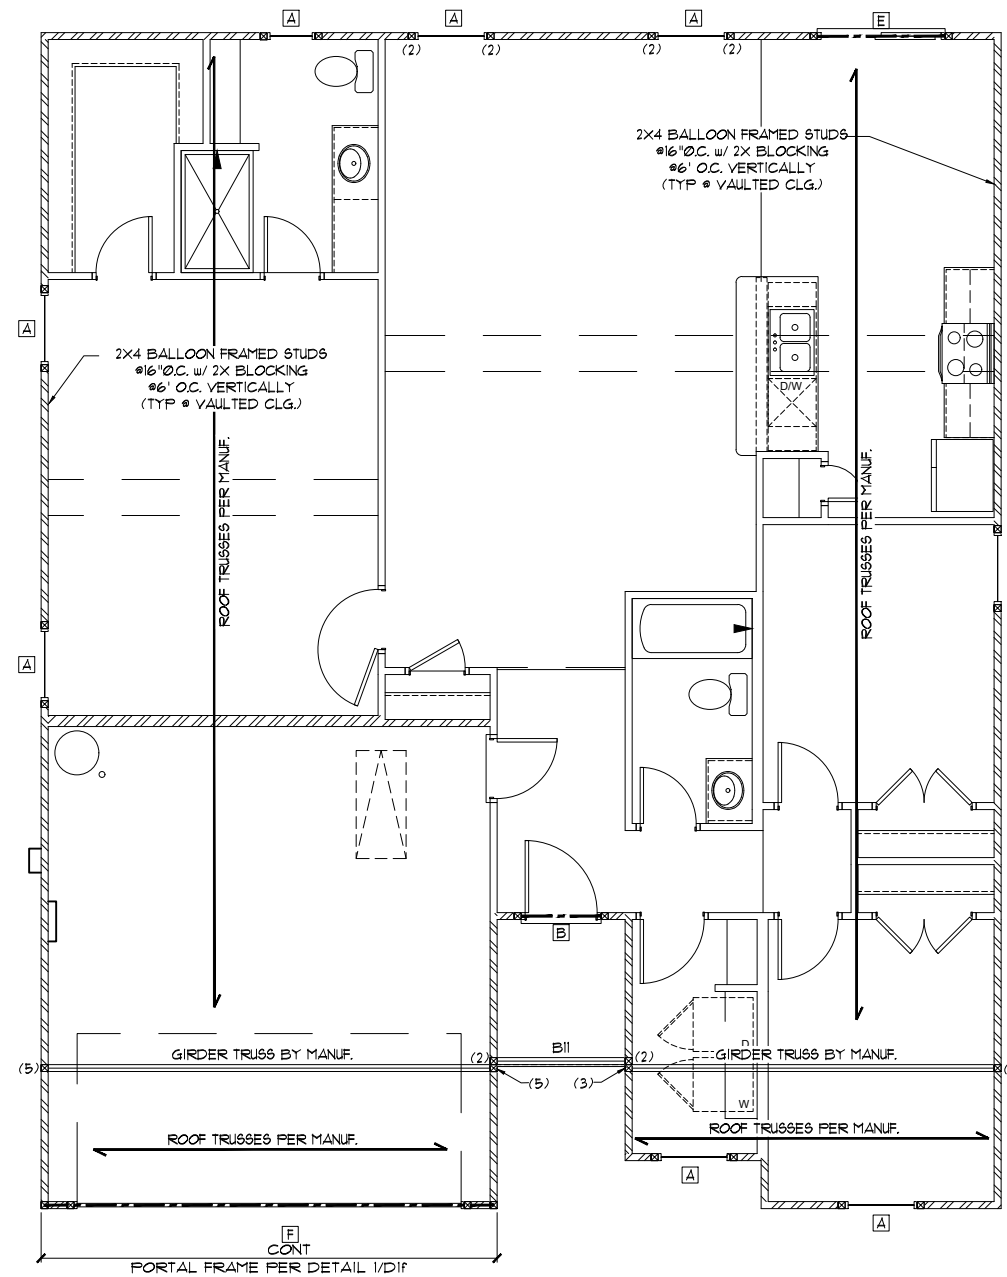 A
A
A
E
(2)
(2)
(2)
(2)
2X4 BALLOON FRAMED STUDS
@16"O.C. w/ 2X BLOCKING
@6' O.C. VERTICALLY
(TYP @ VAULTED CLG.)
A
2X4 BALLOON FRAMED STUDS
@16"O.C. w/ 2X BLOCKING
@6' O.C. VERTICALLY
(TYP @ VAULTED CLG.)
D/W
ROOF TRUSSES PER MANUF.
ROOF TRUSSES PER MANUF.
A
B
B11
D
GIRDER TRUSS BY MANUF.
(2)
(2)
GIRDER TRUSS BY MANUF.
(5)
(5)
(3)
W
ROOF TRUSSES PER MANUF.
ROOF TRUSSES PER MANUF.
A
A
F
CONT
PORTAL FRAME PER DETAIL 1/D1f